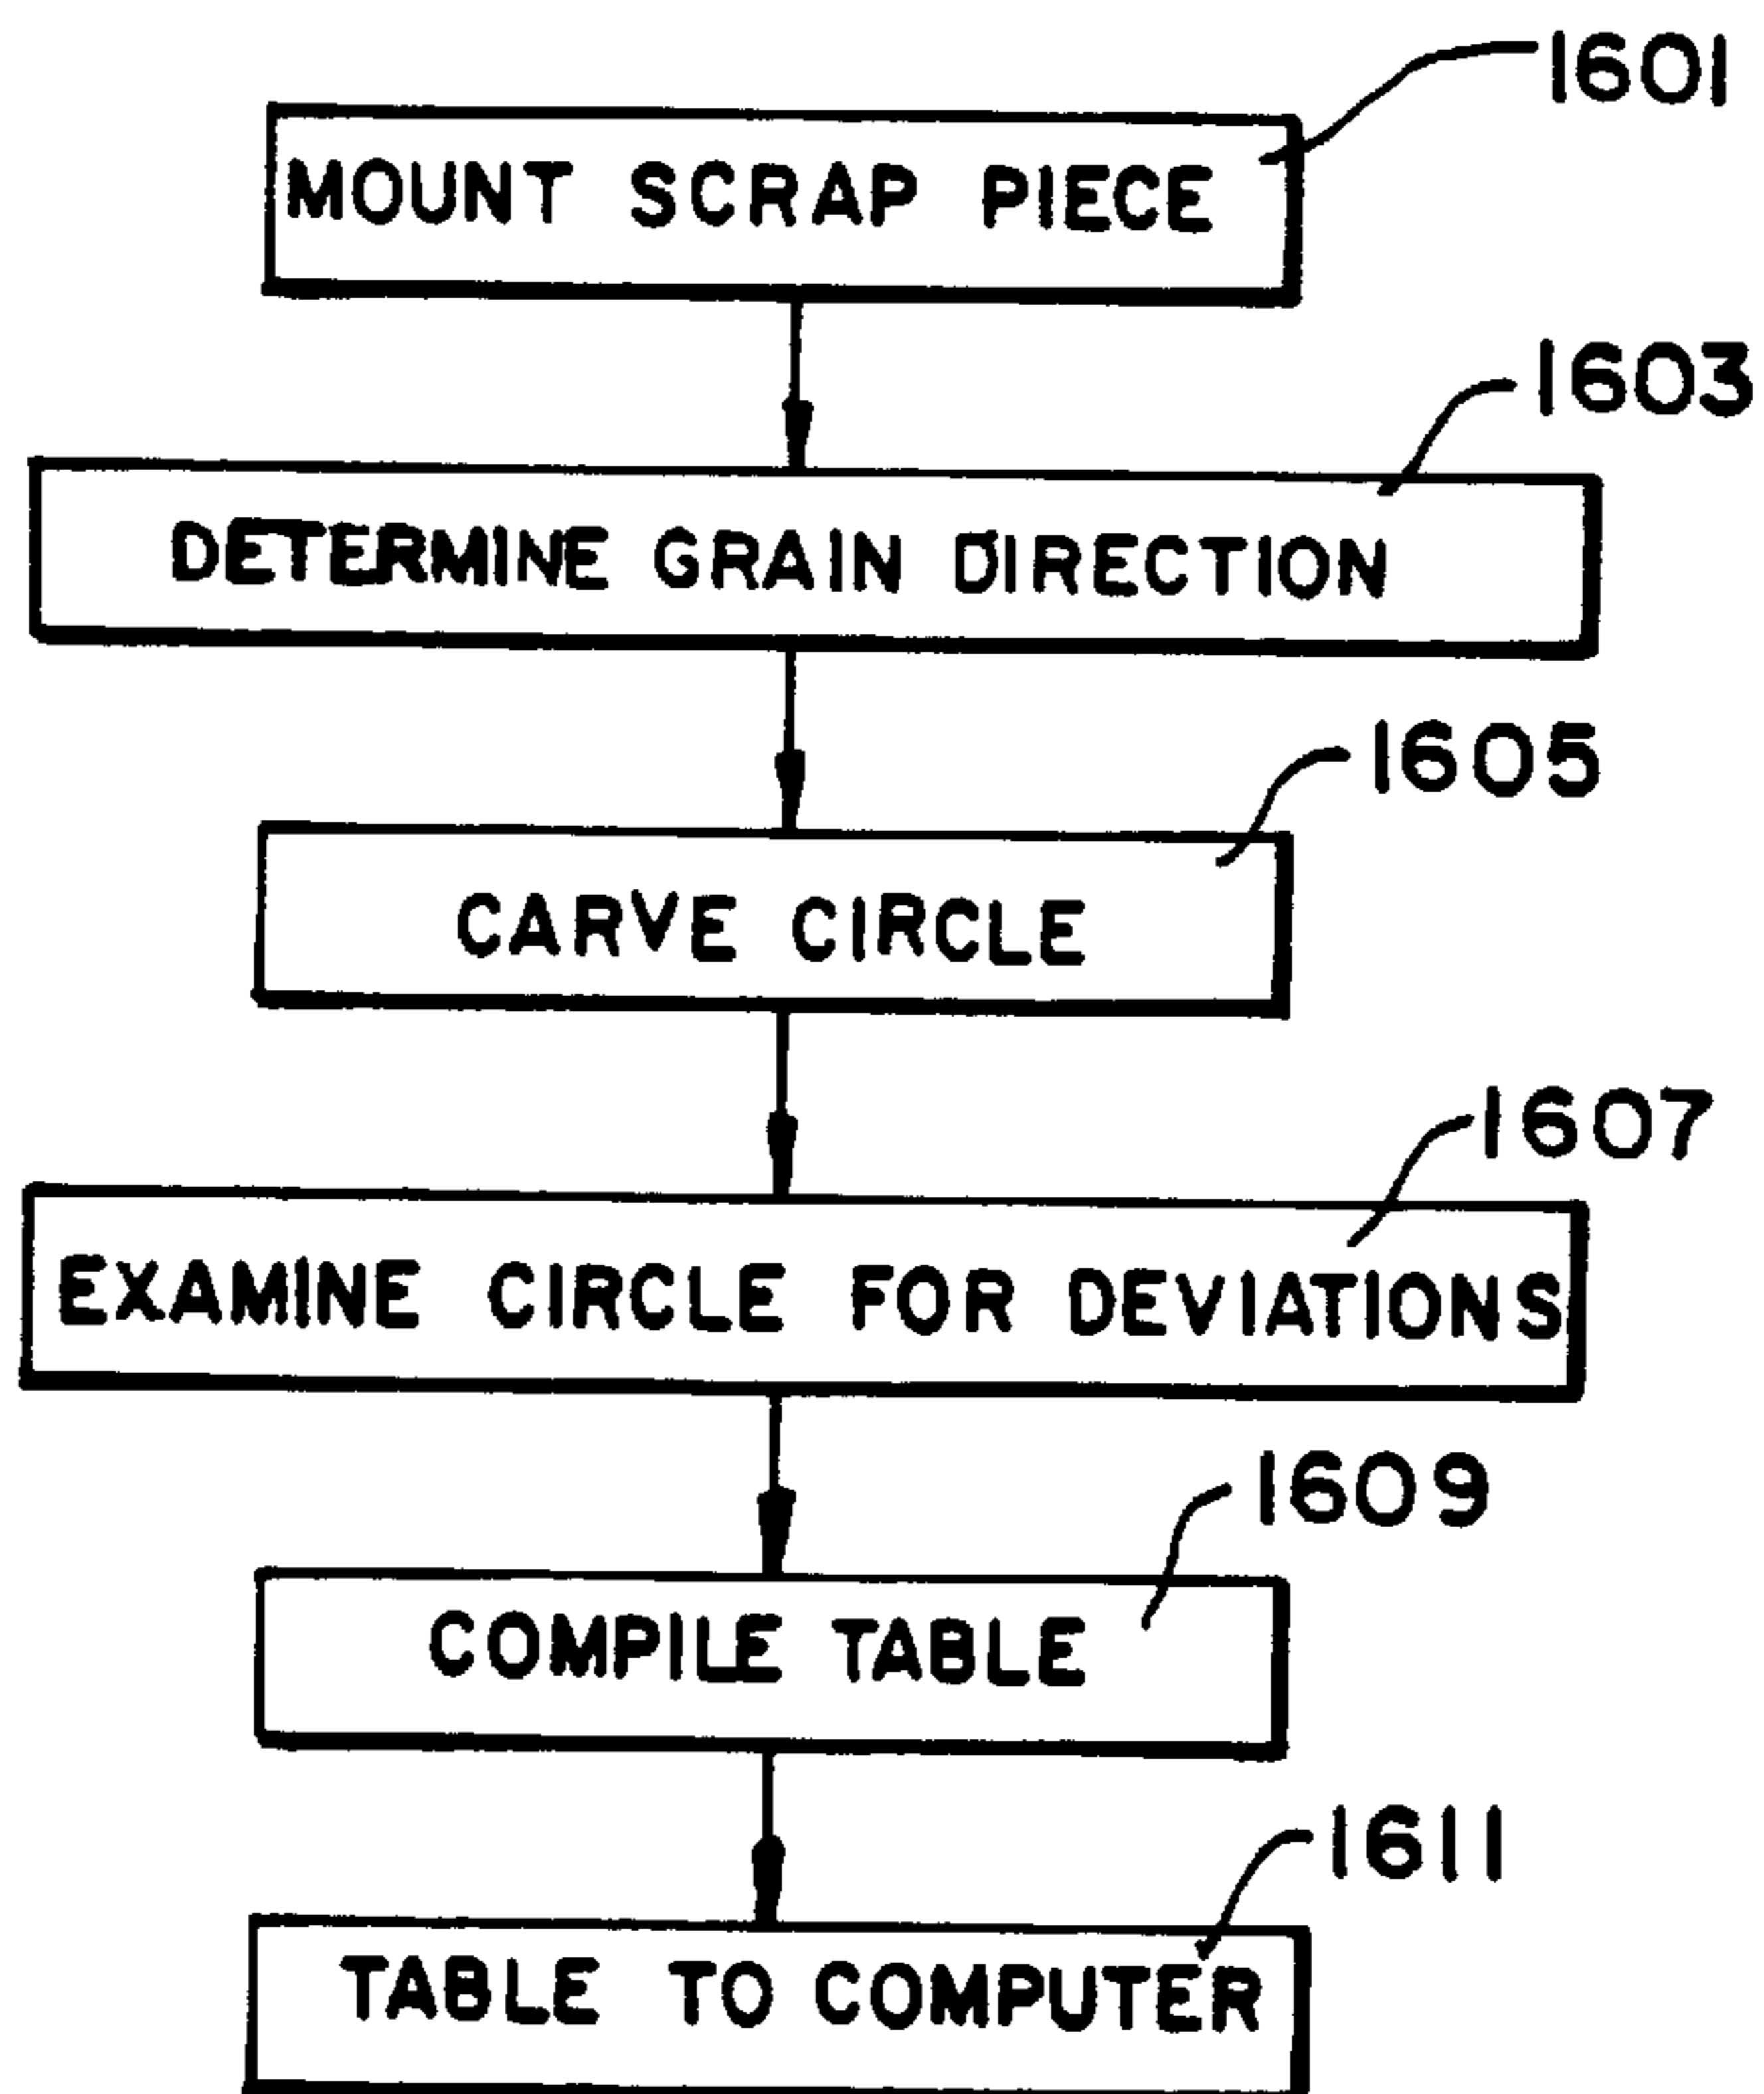 1601
MOUNT SCRAP PIECE
1603
DETERMINE GRAIN DIRECTION
1605
CARVE CIRCLE
1607
EXAMINE CIRCLE FOR DEVIATIONS
1609
COMPILE TABLE
1611
TABLE TO COMPUTER